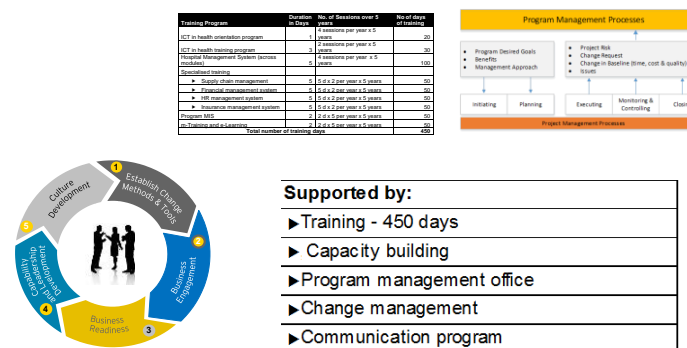 Training Program
Duration in Days
No. of Sessions over 5 years
No of days of training
ICT in health orientation program 1 4 sessions per year x 5 years 20
ICT in health training program 3 2 sessions per year x 5 years 30
Hospital Management System (across modules) 5 4 sessions per year x 5 years 100
Specialised training
► Supply chain management 5 5 d x 2 per year x 5 years 50
► Financial management system 5 5 d x 2 per year x 5 years 50
► HR management system 5 5 d x 2 per year x 5 years 50
► Insurance management system 5 5 d x 2 per year x 5 years 50
Program MIS 2 2 d x 5 per year x 5 years 50
m-Training and e-Learning 2 2 d x 5 per year x 5 years 50
Total number of training days 450
Program Management Processes
• Program Desired Goals
• Benefits
• Management Approach
• Project Risk
• Change Request
• Change in Baseline (time, cost & quality)
• Issues
Initiating
Planning
Executing
Monitoring &
Controlling
Project Management Processes
1
Establish Change
Methods & Tools
2
Business
Engagement
3
Business
Readiness
4
Capability
and Leadership
Development
5
Culture
Development
Supported by:
►Training - 450 days
► Capacity building
►Program management office
►Change management
►Communication program